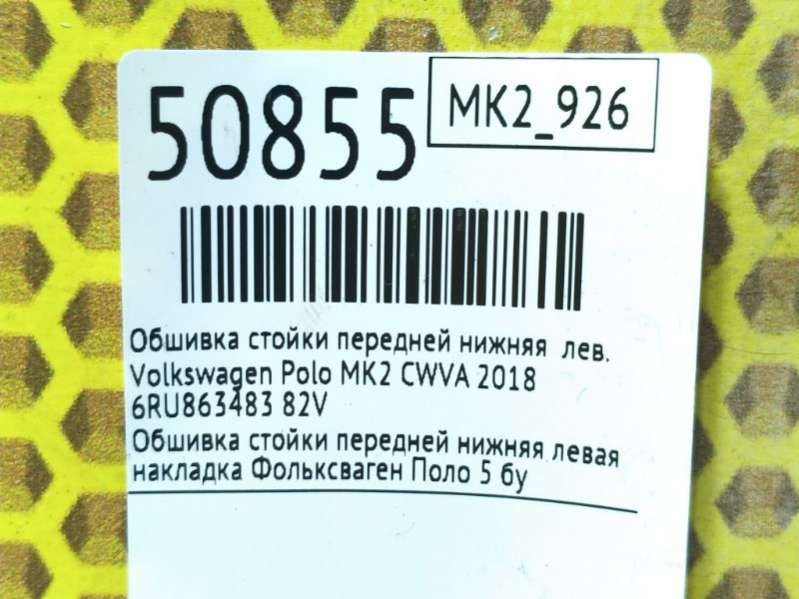 50855
MK2_926
Обшивка стойки передней нижняя лев.
Volkswagen Polo MK2 CWVA 2018
6RU863483 82V
Обшивка стойки передней нижняя левая
накладка Фольксваген Поло 5 бу